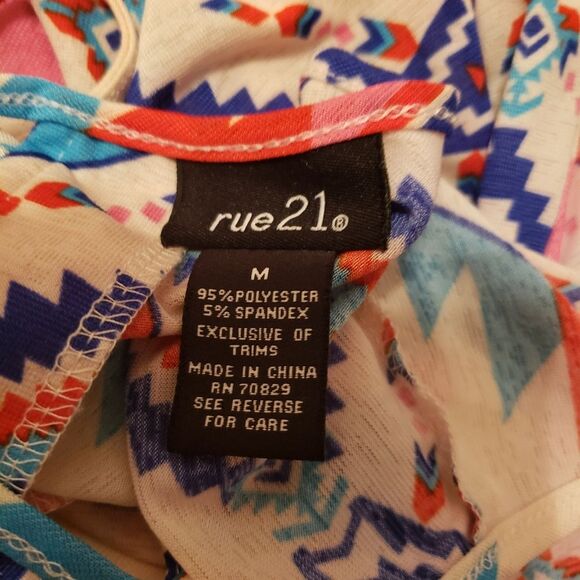 rue21®
M
95%POLYESTER
5% SPANDEX
EXCLUSIVE OF
TRIMS
MADE IN CHINA
RN 70829
SEE REVERSE
FOR CARE